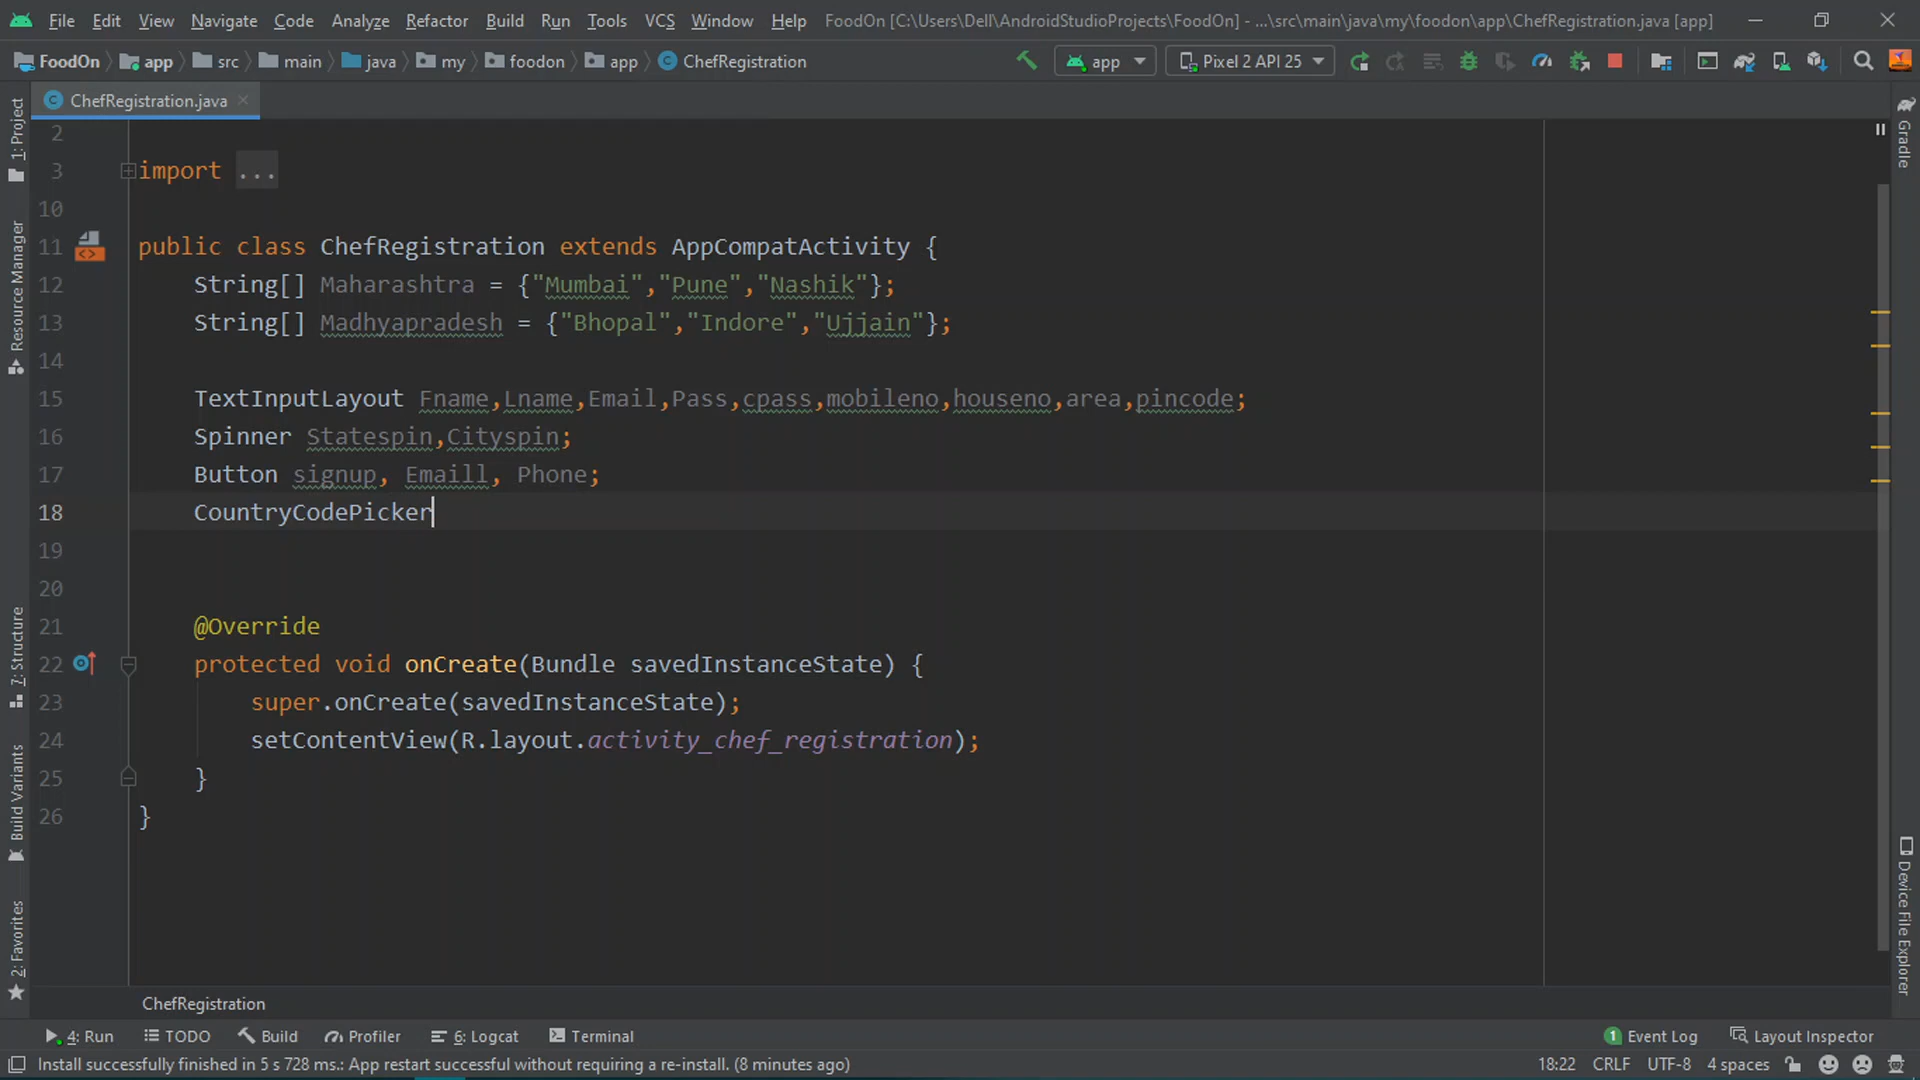 File Edit View Navigate Code Analyze Refactor Build Run Tools VCS Window Help FoodOn [C:\Users\Dell\AndroidStudioProjects\FoodOn] - ...\src\main\java\my\foodon\app\ChefRegistration.java [app]
FoodOn app src main java my foodon app ChefRegistration app Pixel 2 API 25
ChefRegistration.java
2
3 import ...
10
11 public class ChefRegistration extends AppCompatActivity {
12 String[] Maharashtra = {"Mumbai","Pune","Nashik"};
13 String[] Madhyapradesh = {"Bhopal","Indore","Ujjain"};
14
15 TextInputLayout Fname,Lname,Email,Pass,cpass,mobileno,houseno,area,pincode;
16 Spinner Statespin,Cityspin;
17 Button signup, Emaill, Phone;
18 CountryCodePicker
19
20
21 @Override
22 protected void onCreate(Bundle savedInstanceState) {
23 super.onCreate(savedInstanceState);
24 setContentView(R.layout.activity_chef_registration);
25 }
26 }
1: Project
Resource Manager
7: Structure
Build Variants
2: Favorites
Gradle
Device File Explorer
ChefRegistration
4: Run TODO Build Profiler 6: Logcat Terminal 1 Event Log Layout Inspector
Install successfully finished in 5 s 728 ms.: App restart successful without requiring a re-install. (8 minutes ago) 18:22 CRLF UTF-8 4 spaces